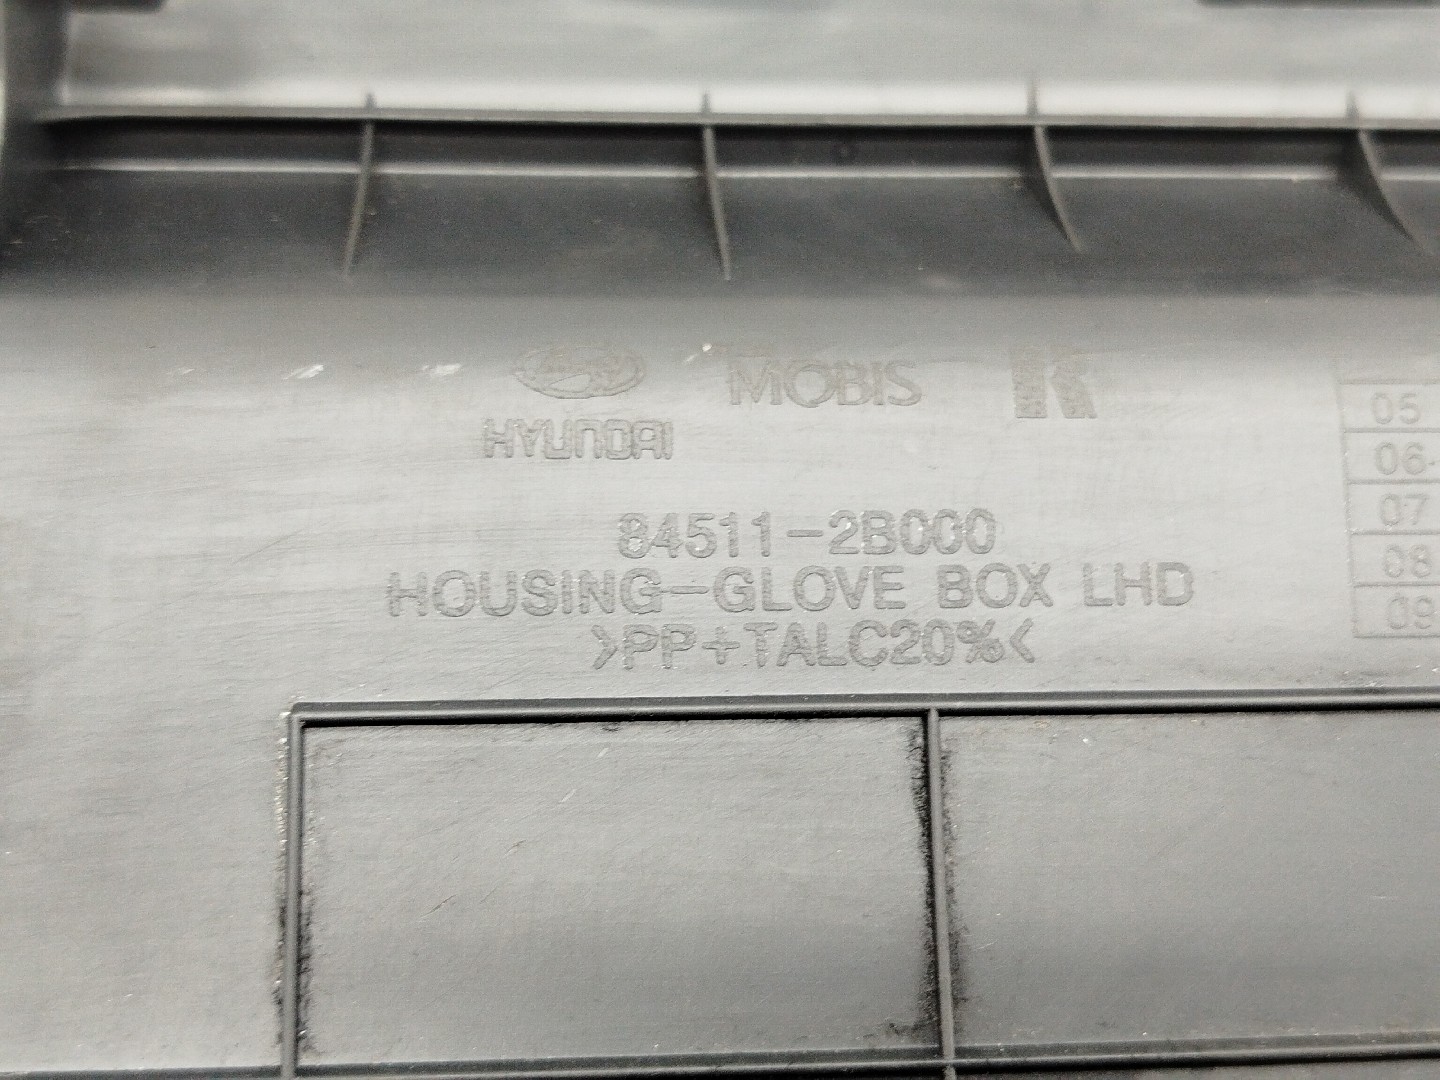 MOBIS
HYUNDAI
84511-2B000
HOUSING-GLOVE BOX LHD
>PP+TALC20%<
05
06
07
08
09